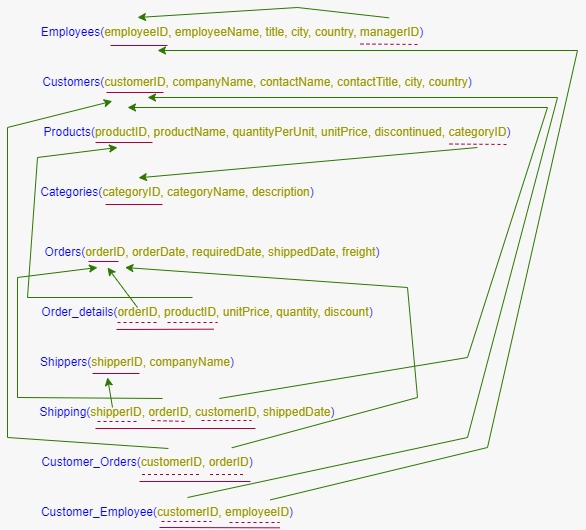 Employees(employeeID, employeeName, title, city, country, managerID)
Customers(customerID, companyName, contactName, contactTitle, city, country)
Products(productID, productName, quantityPerUnit, unitPrice, discontinued, categoryID)
Categories(categoryID, categoryName, description)
Orders(orderID, orderDate, requiredDate, shippedDate, freight)
Order_details(orderID, productID, unitPrice, quantity, discount)
Shippers(shipperID, companyName)
Shipping(shipperID, orderID, customerID, shippedDate)
Customer_Orders(customerID, orderID)
Customer_Employee(customerID, employeeID)